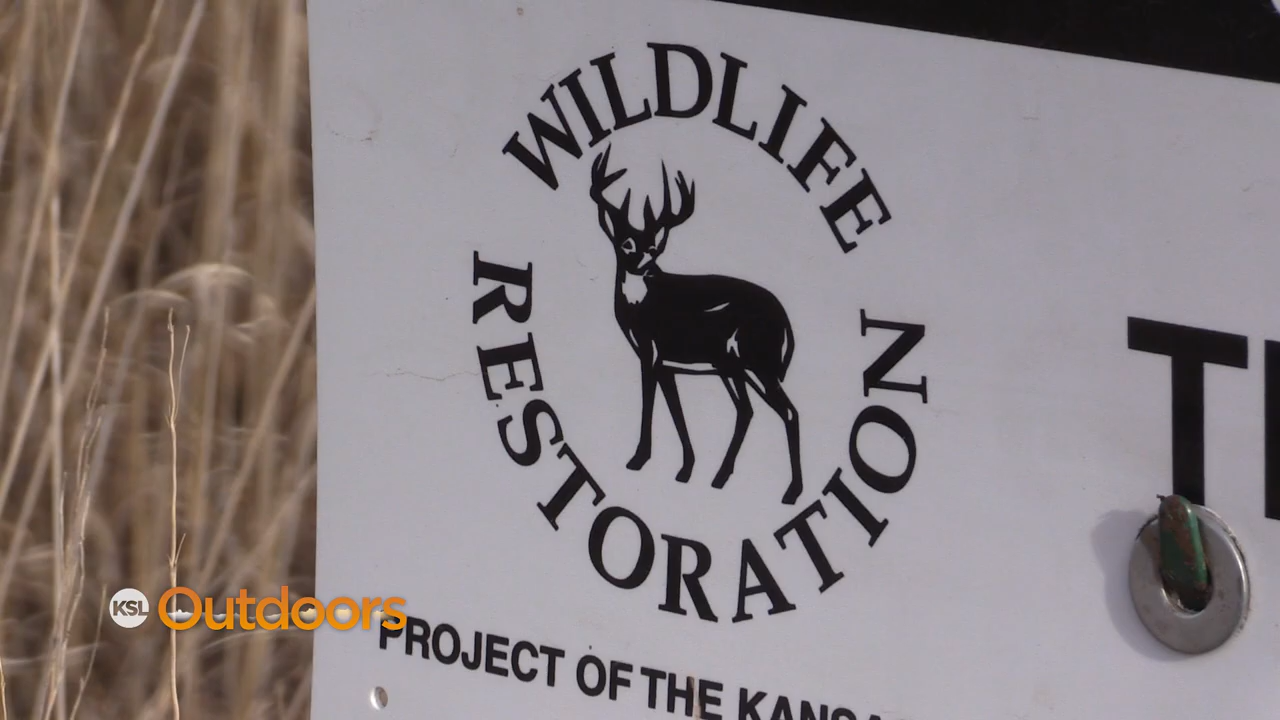 WILDLIFE
RESTORATION
T
KSL Outdoors
PROJECT OF THE KANSA